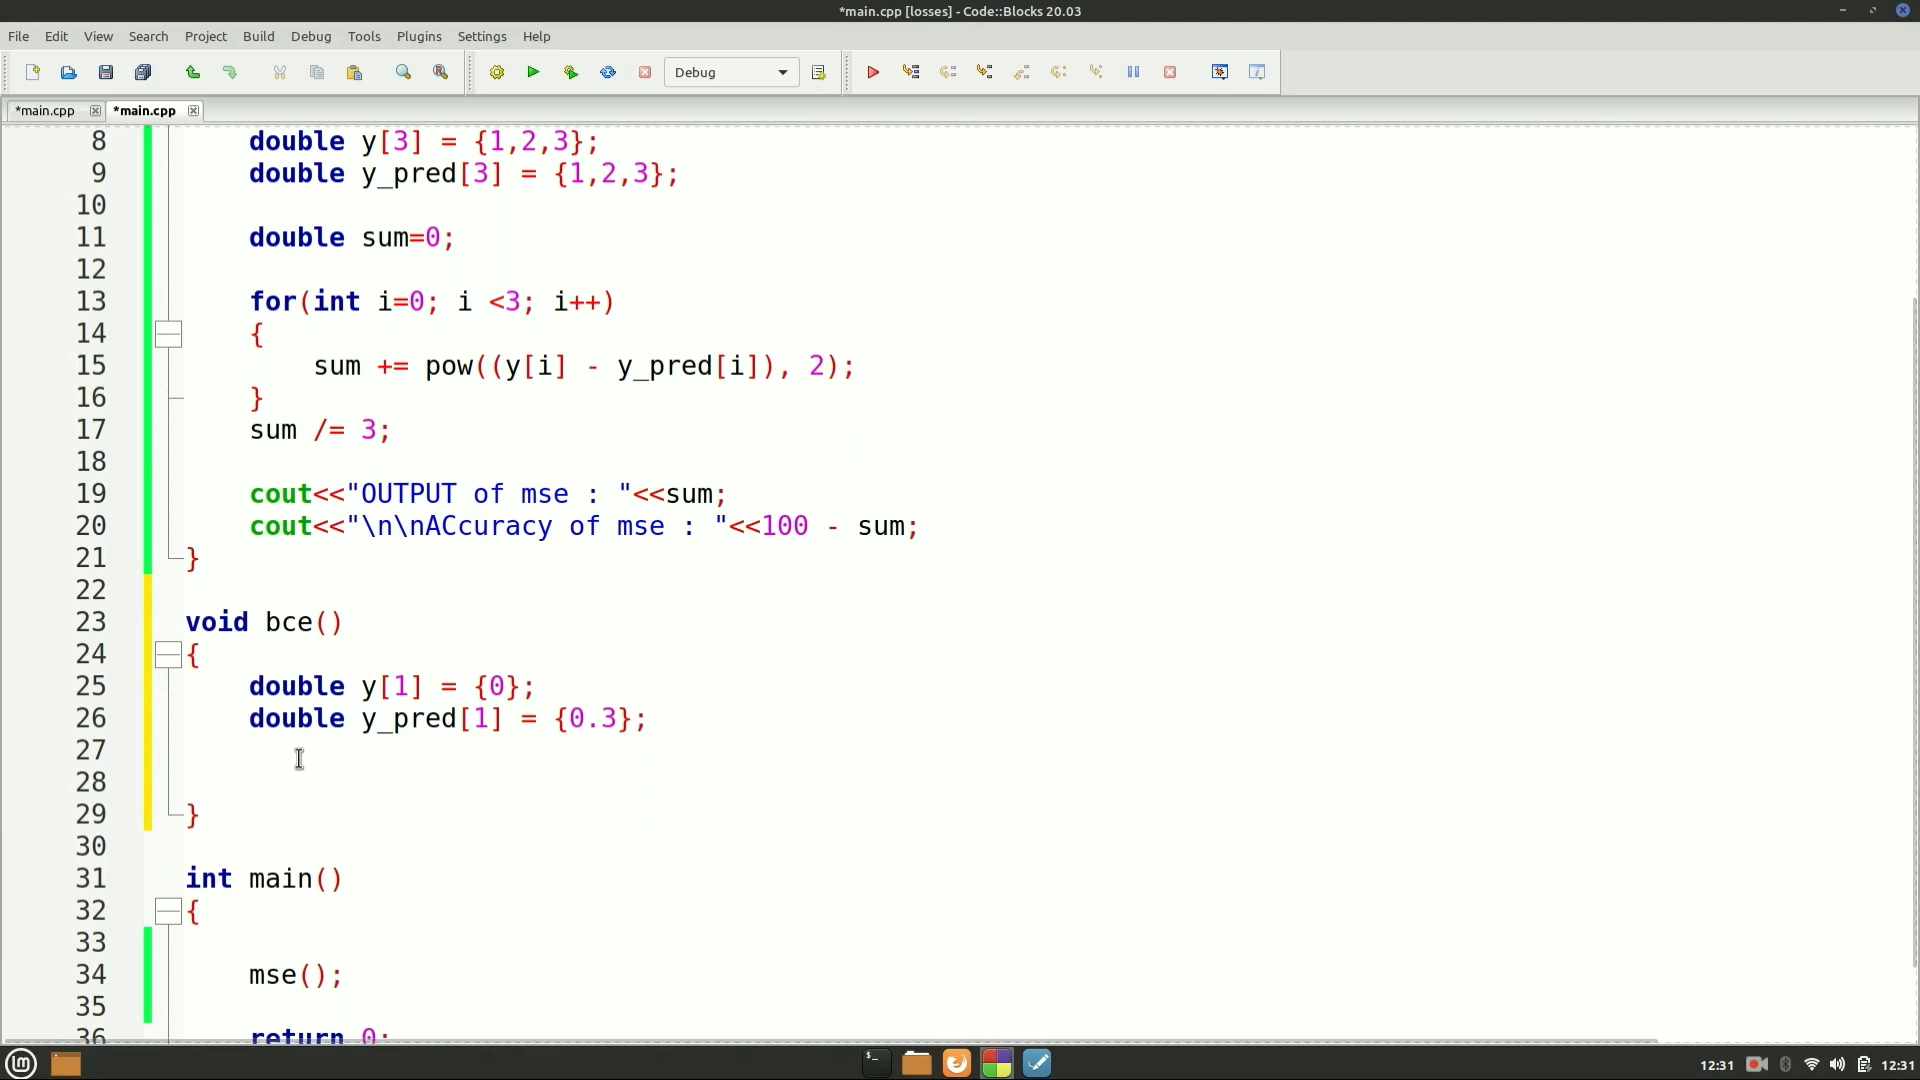 *main.cpp [losses] - Code::Blocks 20.03
File Edit View Search Project Build Debug Tools Plugins Settings Help
Debug
*main.cpp *main.cpp
8 double y[3] = {1,2,3};
9 double y_pred[3] = {1,2,3};
10
11 double sum=0;
12
13 for(int i=0; i <3; i++)
14 {
15 sum += pow((y[i] - y_pred[i]), 2);
16 }
17 sum /= 3;
18
19 cout<<"OUTPUT of mse : "<<sum;
20 cout<<"\n\nACcuracy of mse : "<<100 - sum;
21 }
22
23 void bce()
24 {
25 double y[1] = {0};
26 double y_pred[1] = {0.3};
27
28
29 }
30
31 int main()
32 {
33
34 mse();
35
36 return 0;
12:31 12:31